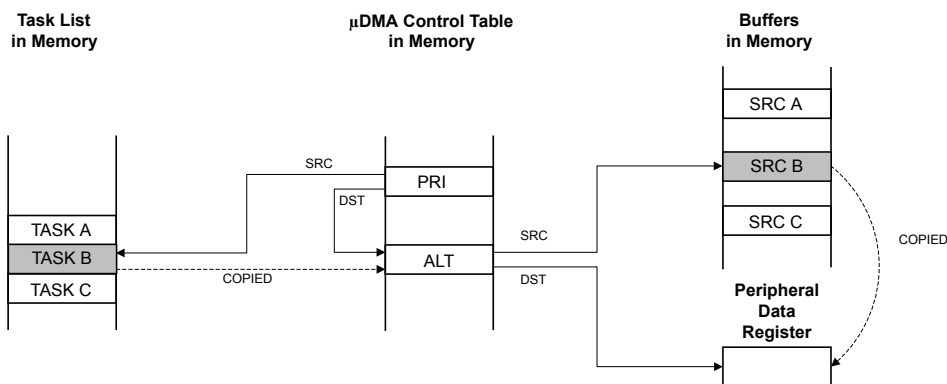 Task List
in Memory
µDMA Control Table
in Memory
Buffers
in Memory
SRC A
SRC
PRI
SRC B
DST
TASK A
SRC C
SRC
COPIED
TASK B
ALT
COPIED
DST
TASK C
Peripheral
Data
Register